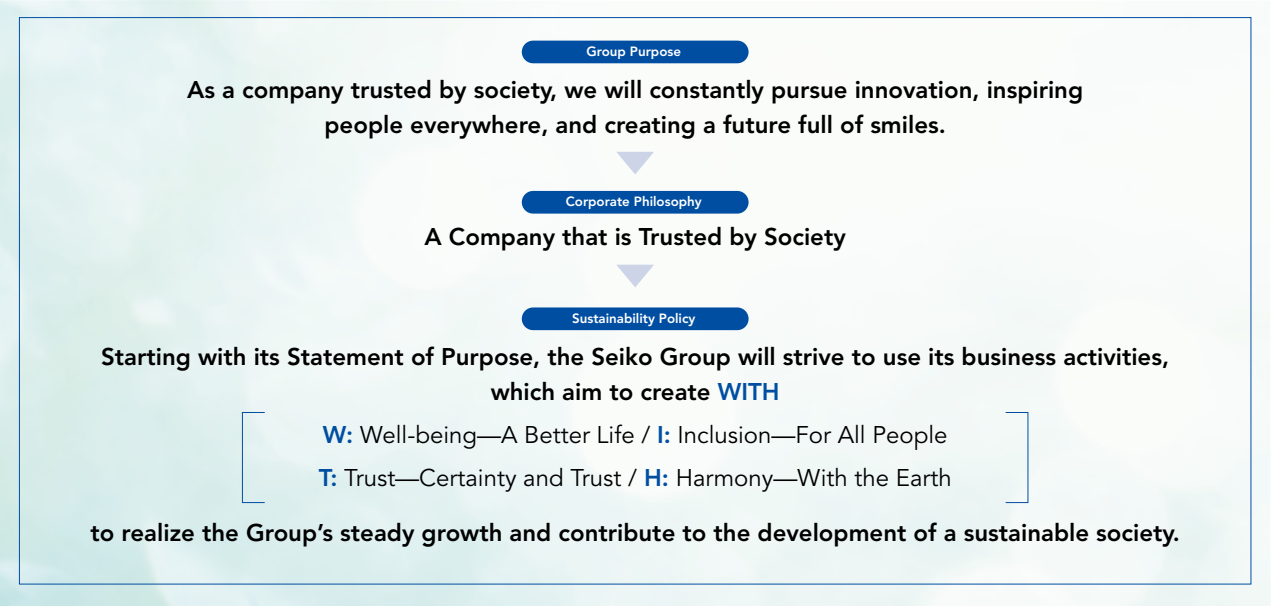 Group Purpose
As a company trusted by society, we will constantly pursue innovation, inspiring
people everywhere, and creating a future full of smiles.
Corporate Philosophy
A Company that is Trusted by Society
Sustainability Policy
Starting with its Statement of Purpose, the Seiko Group will strive to use its business activities,
which aim to create WITH
W: Well-being—A Better Life / I: Inclusion—For All People
T: Trust—Certainty and Trust / H: Harmony—With the Earth
to realize the Group’s steady growth and contribute to the development of a sustainable society.